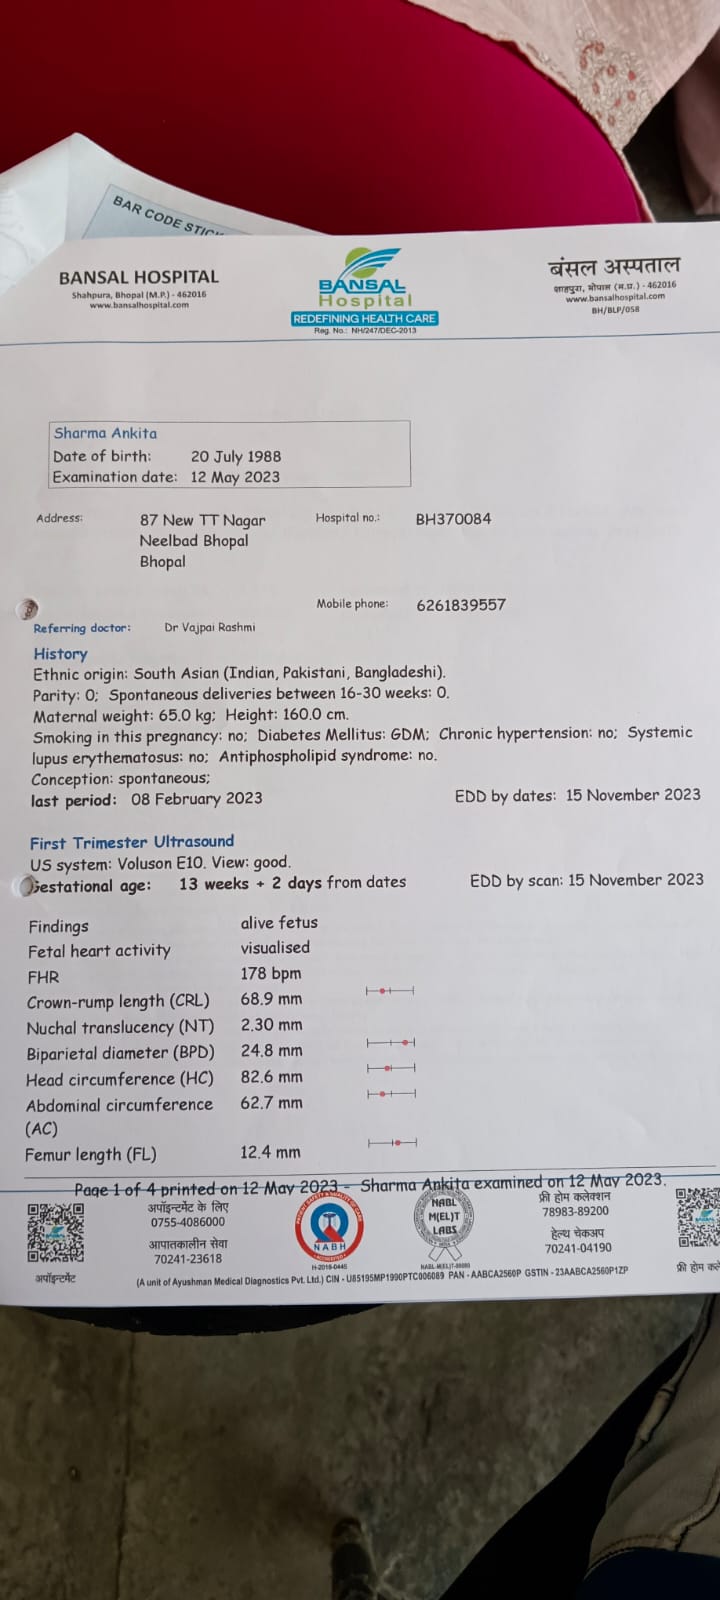 BAR CODE
BANSAL HOSPITAL
Shahpura, Bhopal (M.P.) - 462016
www.bansalhospital.com
BANSAL
Hospital
REDEFINING HEALTH CARE
Reg. No.: NH/247/DEC-2013
बंसल अस्पताल
शाहपुरा, भोपाल (म.प्र.) - 462016
www.bansalhospital.com
BH/BLP/058
Sharma Ankita
Date of birth: 20 July 1988
Examination date: 12 May 2023
Address: 87 New TT Nagar Hospital no.: BH370084
Neelbad Bhopal
Bhopal
Mobile phone: 6261839557
Referring doctor: Dr Vajpai Rashmi
History
Ethnic origin: South Asian (Indian, Pakistani, Bangladeshi).
Parity: 0; Spontaneous deliveries between 16-30 weeks: 0.
Maternal weight: 65.0 kg; Height: 160.0 cm.
Smoking in this pregnancy: no; Diabetes Mellitus: GDM; Chronic hypertension: no; Systemic
lupus erythematosus: no; Antiphospholipid syndrome: no.
Conception: spontaneous;
last period: 08 February 2023 EDD by dates: 15 November 2023
First Trimester Ultrasound
US system: Voluson E10. View: good.
Gestational age: 13 weeks + 2 days from dates EDD by scan: 15 November 2023
Findings alive fetus
Fetal heart activity visualised
FHR 178 bpm
Crown-rump length (CRL) 68.9 mm
Nuchal translucency (NT) 2.30 mm
Biparietal diameter (BPD) 24.8 mm
Head circumference (HC) 82.6 mm
Abdominal circumference 62.7 mm
(AC)
Femur length (FL) 12.4 mm
Page 1 of 4 printed on 12 May 2023 - Sharma Ankita examined on 12 May 2023.
अपॉइन्टमेंट के लिए
0755-4086000
आपातकालीन सेवा
70241-23618
अपॉइन्टमेंट
NABH
H-2018-0445
NABL
M(EL)T
LABS
फ्री होम कलेक्शन
78983-89200
हेल्थ चेकअप
70241-04190
फ्री होम
(A unit of Ayushman Medical Diagnostics Pvt. Ltd.) CIN - U85195MP1990PTC006089 PAN - AABCA2560P GSTIN - 23AABCA2560P1ZP